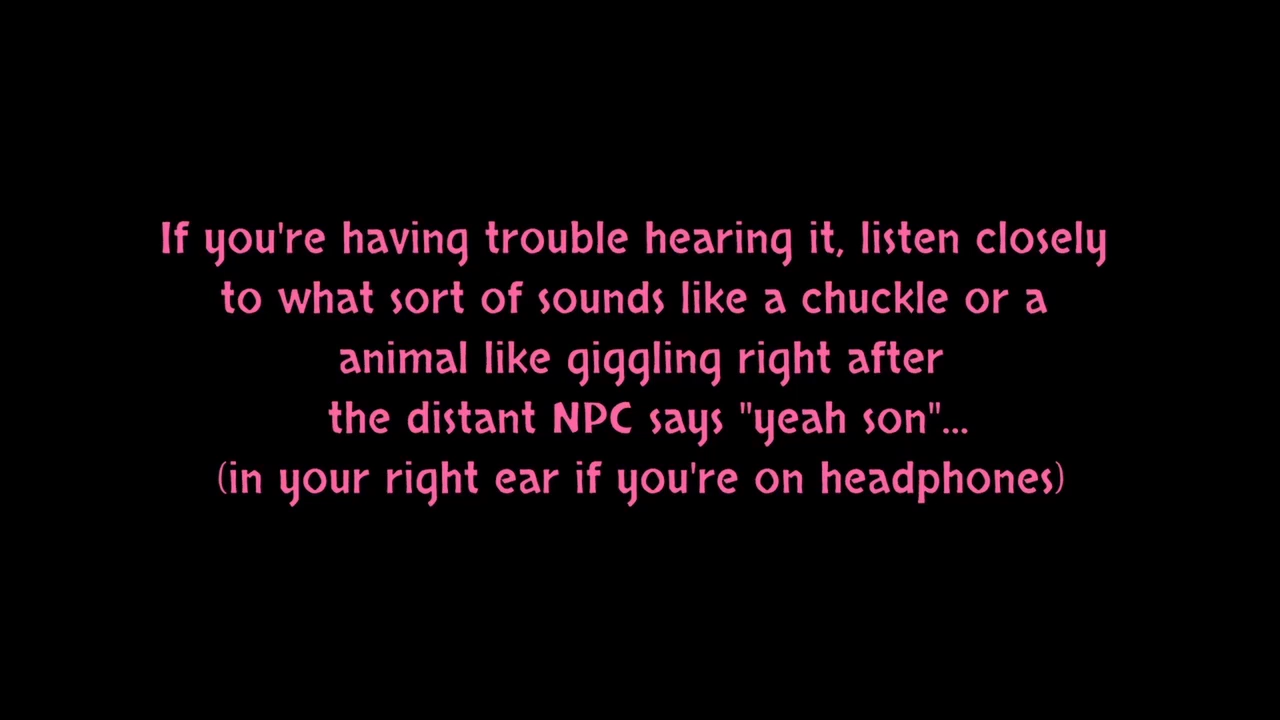 If you're having trouble hearing it, listen closely
to what sort of sounds like a chuckle or a
animal like giggling right after
the distant NPC says "yeah son"...
(in your right ear if you're on headphones)